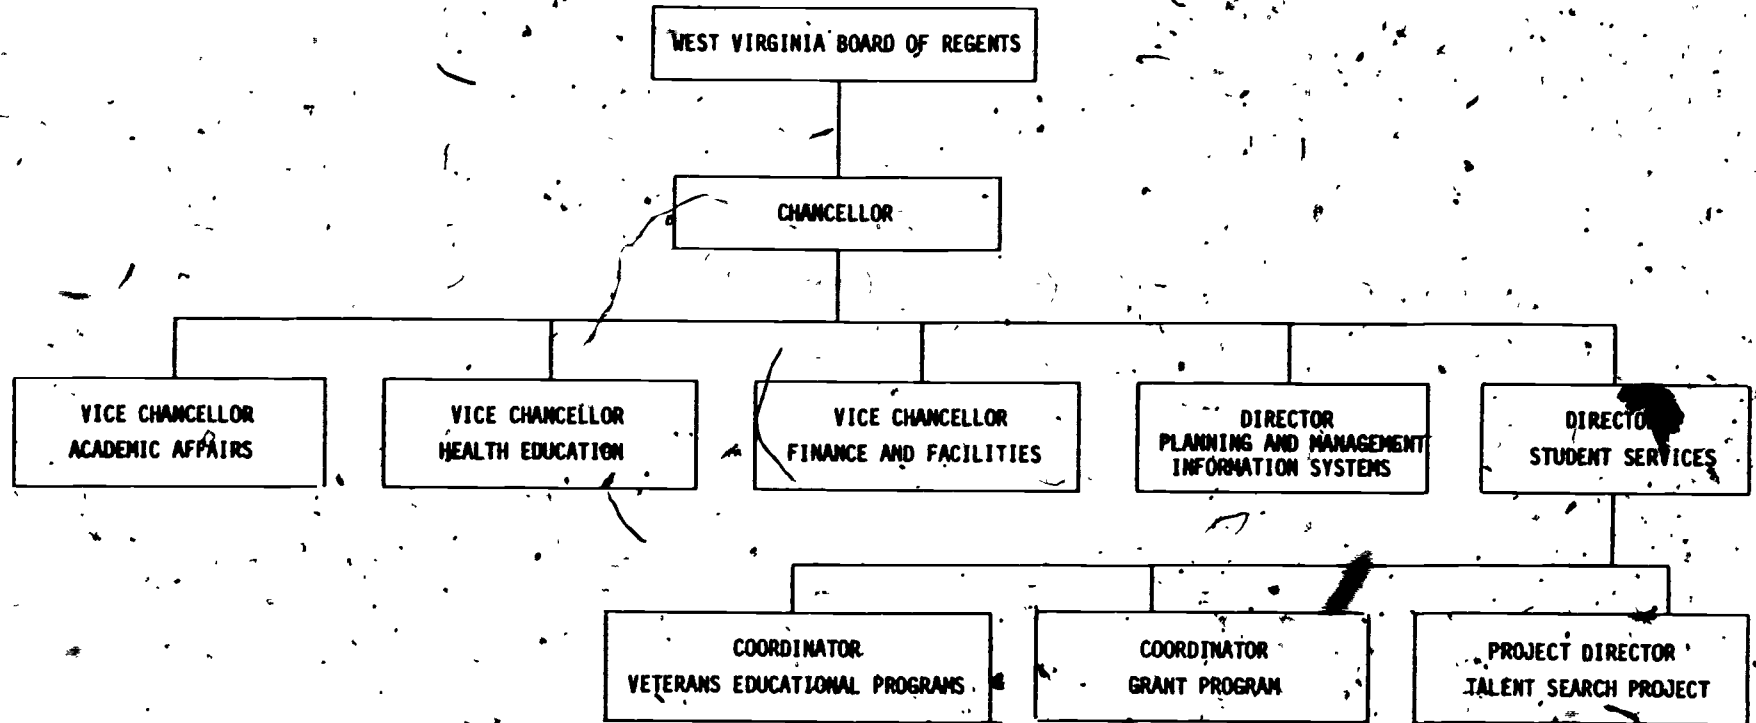 WEST VIRGINIA BOARD OF REGENTS
CHANCELLOR
VICE CHANCELLOR
ACADEMIC AFFAIRS
VICE CHANCELLOR
HEALTH EDUCATION
VICE CHANCELLOR
FINANCE AND FACILITIES
DIRECTOR
PLANNING AND MANAGEMENT
INFORMATION SYSTEMS
DIRECTOR
STUDENT SERVICES
COORDINATOR
VETERANS EDUCATIONAL PROGRAMS
COORDINATOR
GRANT PROGRAM
PROJECT DIRECTOR
TALENT SEARCH PROJECT